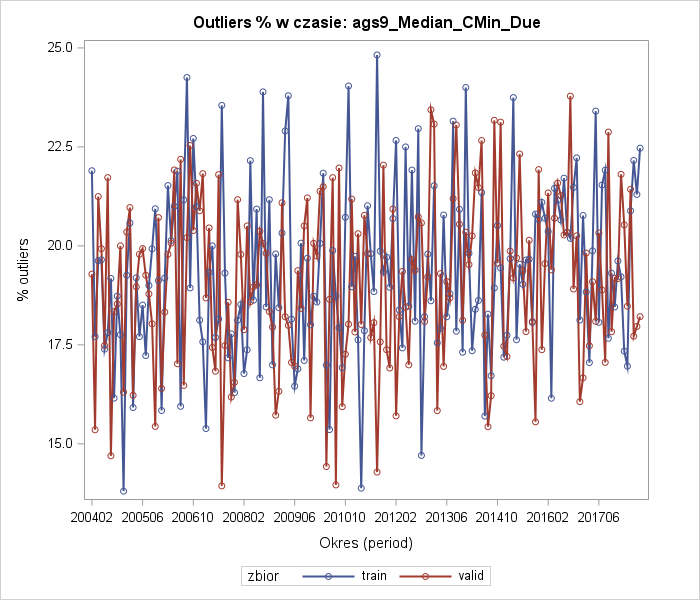 Outliers % w czasie: ags9_Median_CMin_Due
% outliers
25.0
22.5
20.0
17.5
15.0
200402 200506 200610 200802 200906 201010 201202 201306 201410 201602 201706
Okres (period)
zbior train valid